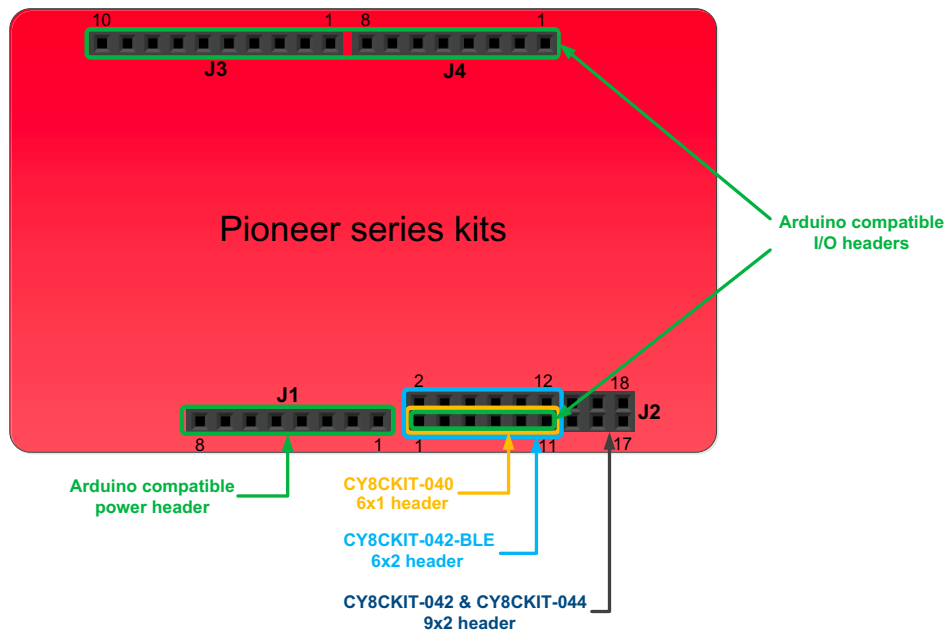 10 1 8 1
J3 J4
Pioneer series kits
Arduino compatible
I/O headers
2 12 18
J1
J2
8 1 1 11 17
Arduino compatible
power header
CY8CKIT-040
6x1 header
CY8CKIT-042-BLE
6x2 header
CY8CKIT-042 & CY8CKIT-044
9x2 header